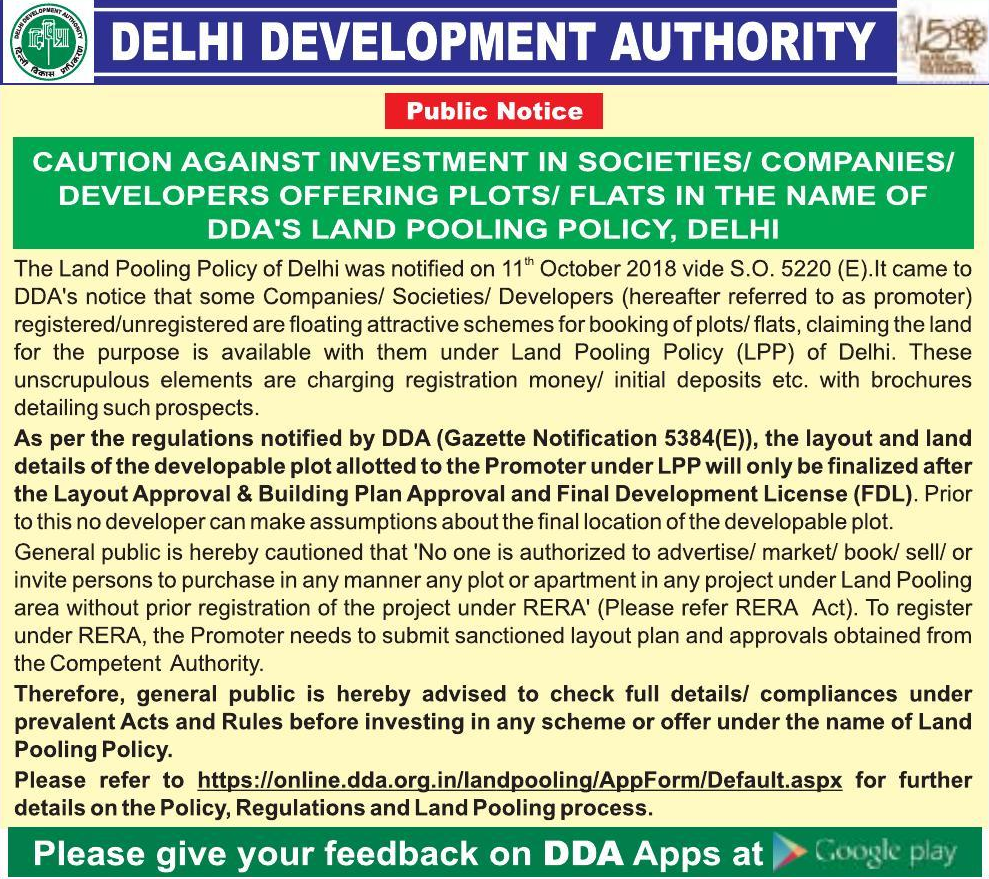 DELHI DEVELOPMENT AUTHORITY
DELHI DEVELOPMENT AUTHORITY
दिल्ली विकास प्राधिकरण
150
Public Notice
CAUTION AGAINST INVESTMENT IN SOCIETIES/ COMPANIES/
DEVELOPERS OFFERING PLOTS/ FLATS IN THE NAME OF
DDA'S LAND POOLING POLICY, DELHI
The Land Pooling Policy of Delhi was notified on 11th October 2018 vide S.O. 5220 (E).It came to
DDA's notice that some Companies/ Societies/ Developers (hereafter referred to as promoter)
registered/unregistered are floating attractive schemes for booking of plots/ flats, claiming the land
for the purpose is available with them under Land Pooling Policy (LPP) of Delhi. These
unscrupulous elements are charging registration money/ initial deposits etc. with brochures
detailing such prospects.
As per the regulations notified by DDA (Gazette Notification 5384(E)), the layout and land
details of the developable plot allotted to the Promoter under LPP will only be finalized after
the Layout Approval & Building Plan Approval and Final Development License (FDL). Prior
to this no developer can make assumptions about the final location of the developable plot.
General public is hereby cautioned that 'No one is authorized to advertise/ market/ book/ sell/ or
invite persons to purchase in any manner any plot or apartment in any project under Land Pooling
area without prior registration of the project under RERA' (Please refer RERA Act). To register
under RERA, the Promoter needs to submit sanctioned layout plan and approvals obtained from
the Competent Authority.
Therefore, general public is hereby advised to check full details/ compliances under
prevalent Acts and Rules before investing in any scheme or offer under the name of Land
Pooling Policy.
Please refer to https://online.dda.org.in/landpooling/AppForm/Default.aspx for further
details on the Policy, Regulations and Land Pooling process.
Please give your feedback on DDA Apps at Google play